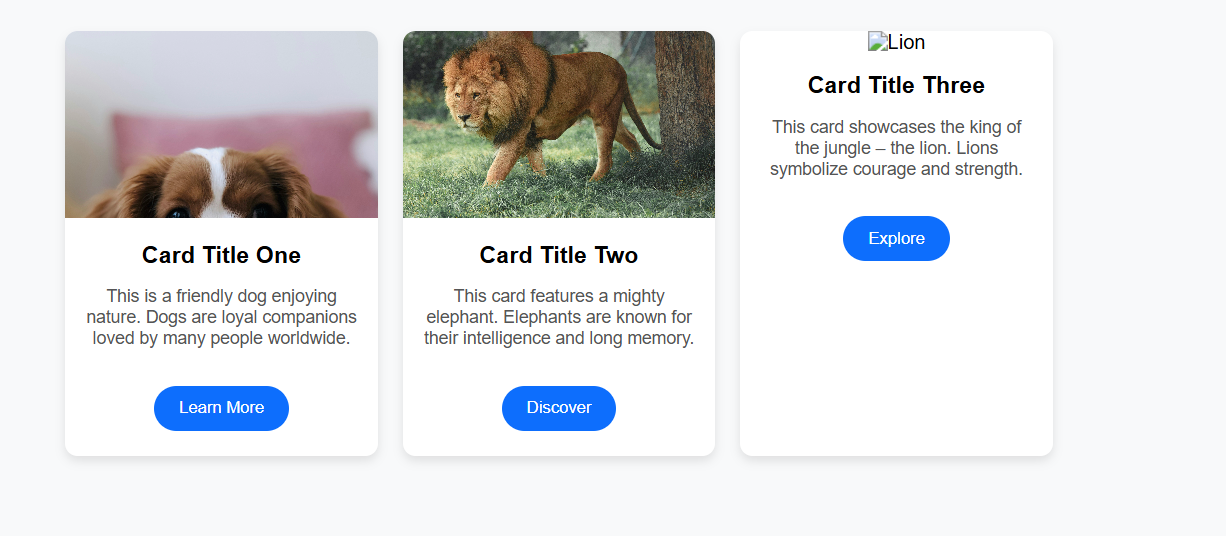 Card Title One
This is a friendly dog enjoying
nature. Dogs are loyal companions
loved by many people worldwide.
Learn More
Card Title Two
This card features a mighty
elephant. Elephants are known for
their intelligence and long memory.
Discover
Lion
Card Title Three
This card showcases the king of
the jungle – the lion. Lions
symbolize courage and strength.
Explore